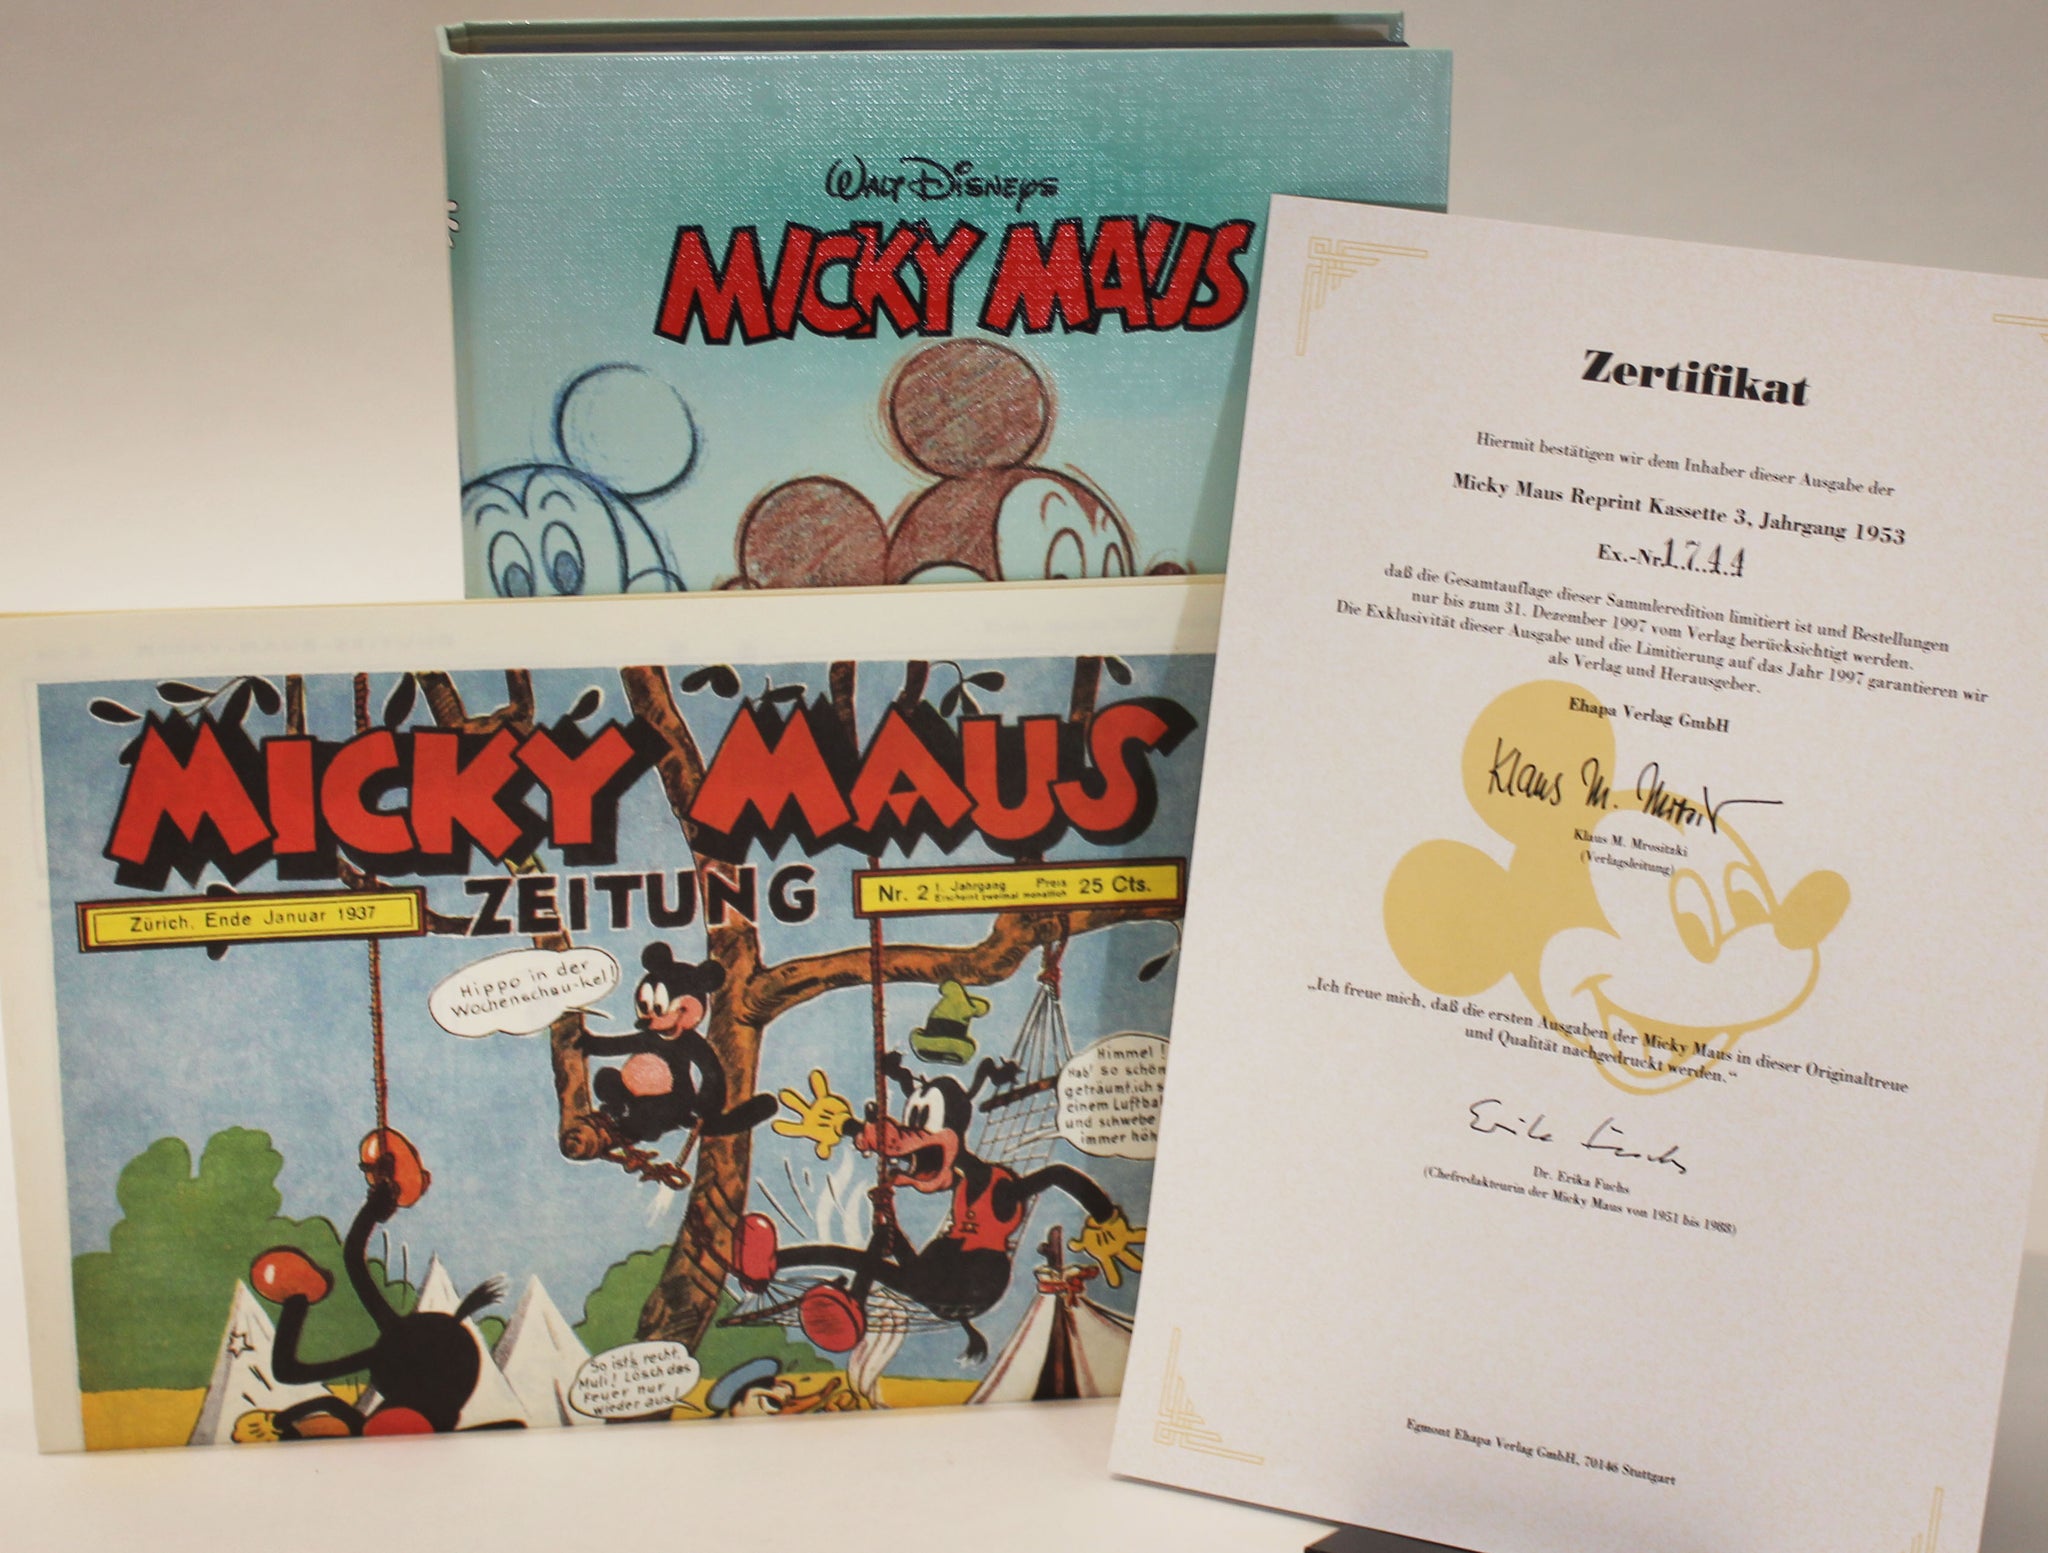 WALT DISNEYS
MICKY MAUS
MICKY MAUS
ZEITUNG
Zürich, Ende Januar 1937
Nr. 2 1. Jahrgang Preis 25 Cts.
Erscheint zweimal monatlich
Hippo in der
Wochenschau-kel!
Himmel!
Hab' so schön
geträumt, ich s
einem Luftba
und schwebe
immer höh
So ist's recht,
Muli! Lösch das
Feuer nur
wieder aus!
Zertifikat
Hiermit bestätigen wir dem Inhaber dieser Ausgabe der
Micky Maus Reprint Kassette 3, Jahrgang 1953
Ex.-Nr. 1744
daß die Gesamtauflage dieser Sammleredition limitiert ist und Bestellungen
nur bis zum 31. Dezember 1997 vom Verlag berücksichtigt werden.
Die Exklusivität dieser Ausgabe und die Limitierung auf das Jahr 1997 garantieren wir
als Verlag und Herausgeber.
Ehapa Verlag GmbH
Klaus M. Mrositzki
(Verlagsleitung)
„Ich freue mich, daß die ersten Ausgaben der Micky Maus in dieser Originaltreue
und Qualität nachgedruckt werden.“
Erika Fuchs
Dr. Erika Fuchs
(Chefredakteurin der Micky Maus von 1951 bis 1988)
Egmont Ehapa Verlag GmbH, 70146 Stuttgart